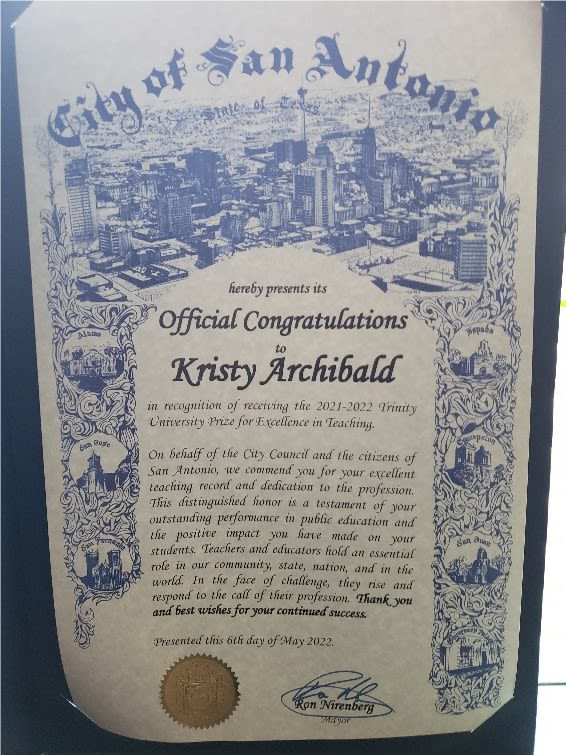 City of San Antonio
State of Texas
hereby presents its
Official Congratulations
to
Kristy Archibald
in recognition of receiving the 2021-2022 Trinity
University Prize for Excellence in Teaching.
On behalf of the City Council and the citizens of
San Antonio, we commend you for your excellent
teaching record and dedication to the profession.
This distinguished honor is a testament of your
outstanding performance in public education and
the positive impact you have made on your
students. Teachers and educators hold an essential
role in our community, state, nation, and in the
world. In the face of challenge, they rise and
respond to the call of their profession. Thank you
and best wishes for your continued success.
Presented this 6th day of May 2022.
Ron Nirenberg
Mayor
Alamo
San Jose
San Fernando
Espada
Concepcion
San Juan